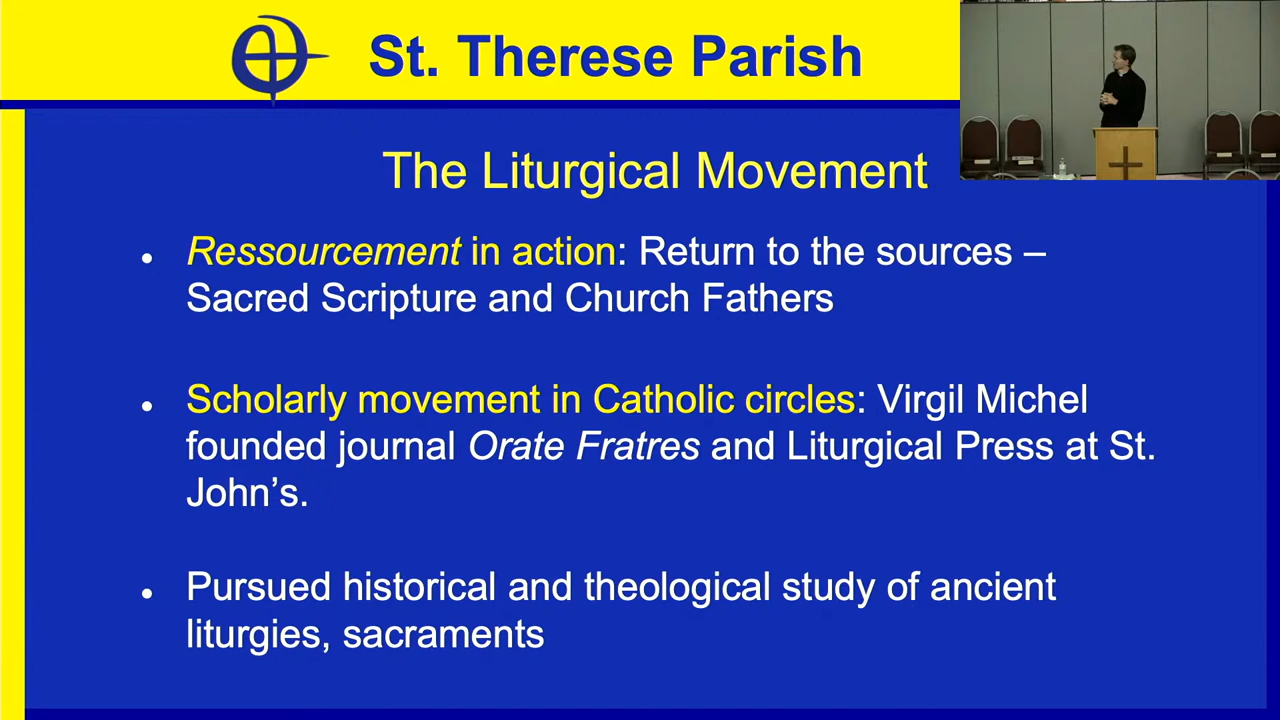 St. Therese Parish
The Liturgical Movement
• Ressourcement in action: Return to the sources –
Sacred Scripture and Church Fathers
• Scholarly movement in Catholic circles: Virgil Michel
founded journal Orate Fratres and Liturgical Press at St.
John’s.
• Pursued historical and theological study of ancient
liturgies, sacraments